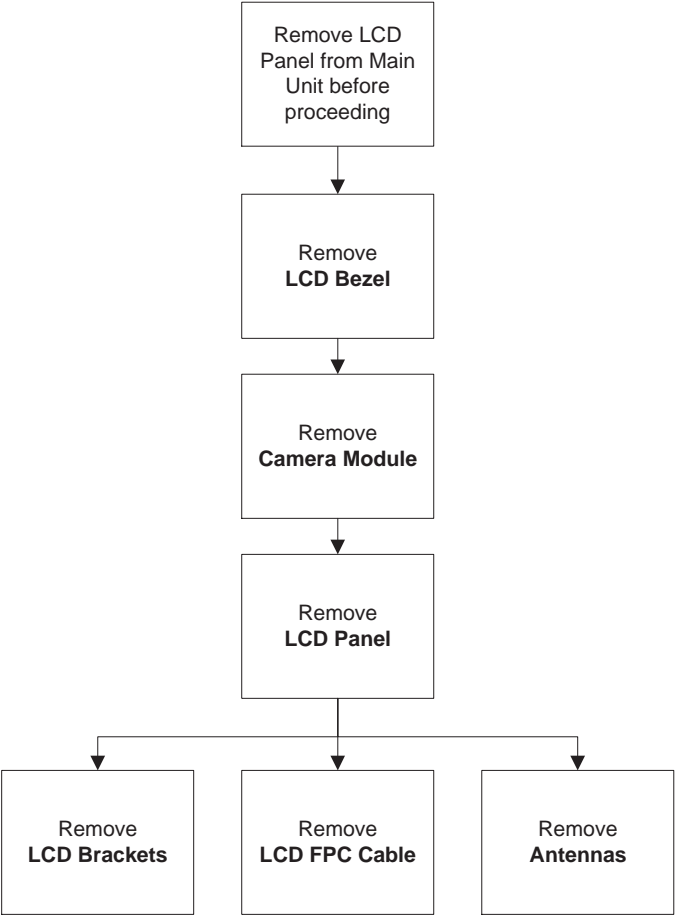 Remove LCD
Panel from Main
Unit before
proceeding
Remove
LCD Bezel
Remove
Camera Module
Remove
LCD Panel
Remove
LCD Brackets
Remove
LCD FPC Cable
Remove
Antennas